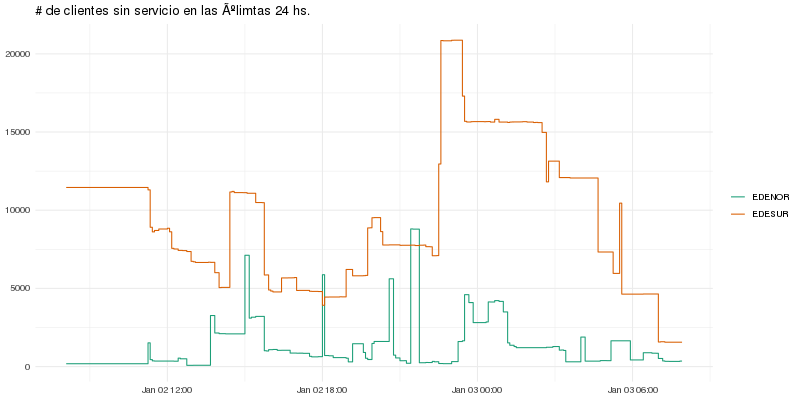 # de clientes sin servicio en las Ãºlimtas 24 hs.
20000
15000
10000
5000
0
Jan 02 12:00
Jan 02 18:00
Jan 03 00:00
Jan 03 06:00
EDENOR
EDESUR